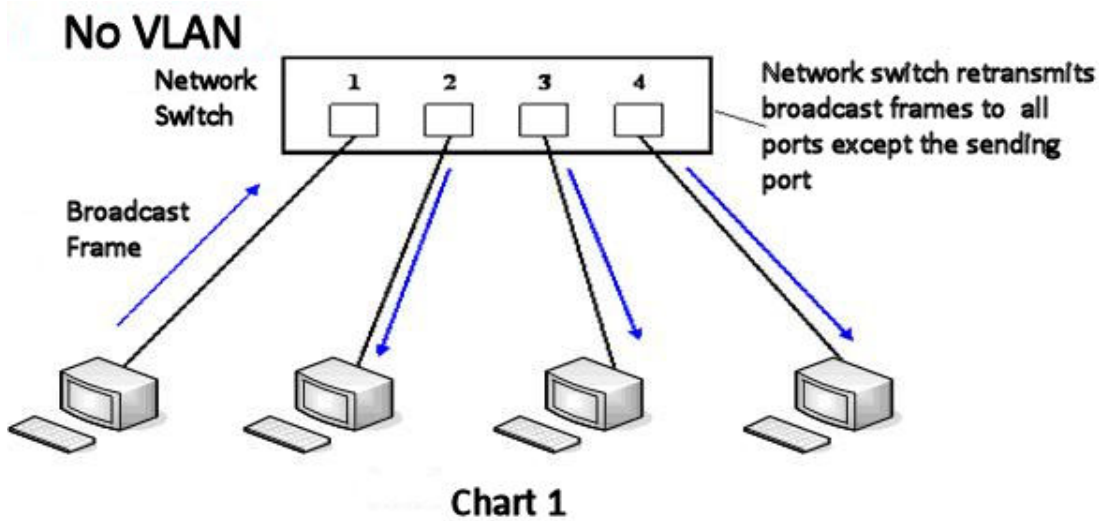 No VLAN
Network
Switch
1 2 3 4
Network switch retransmits
broadcast frames to all
ports except the sending
port
Broadcast
Frame
Chart 1